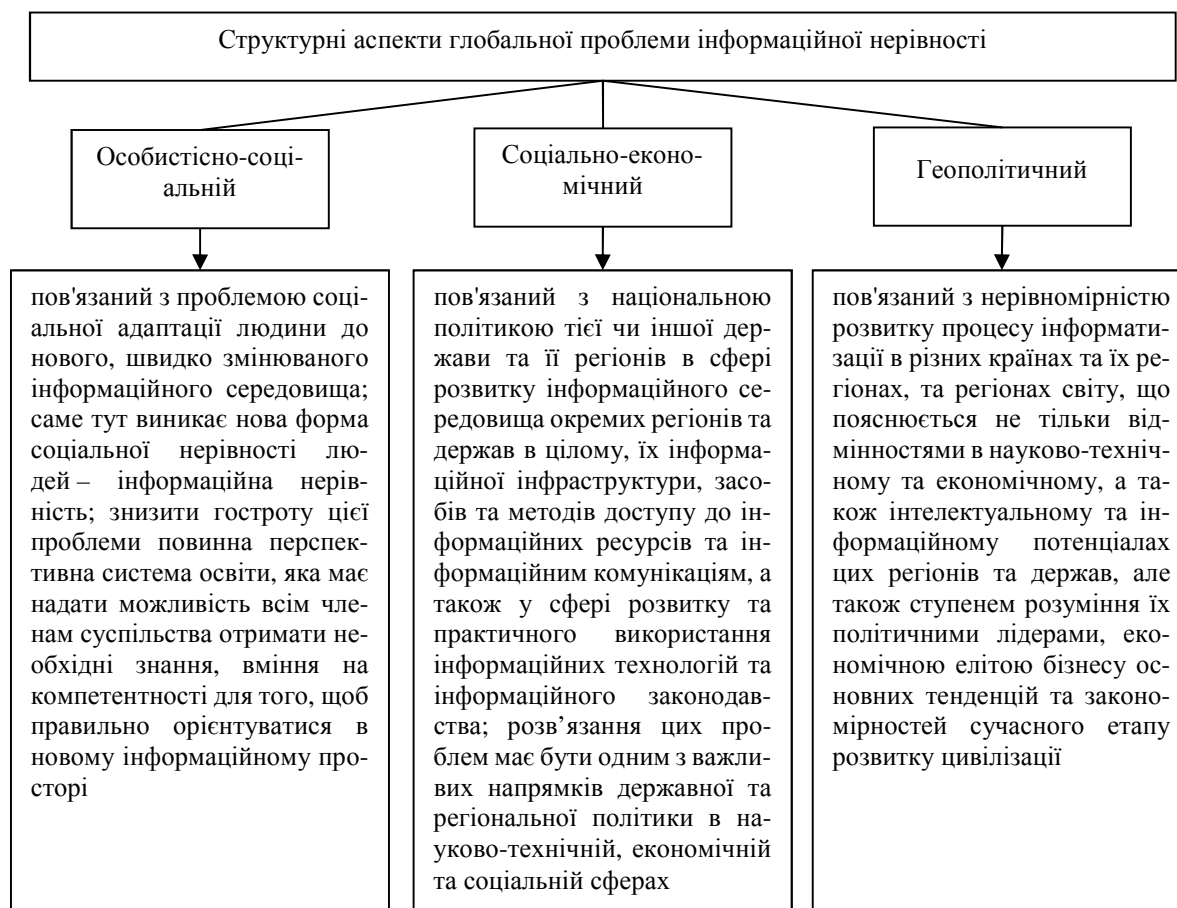 Структурні аспекти глобальної проблеми інформаційної нерівності
Особистісно-соці-
альній
Соціально-еконо-
мічний
Геополітичний
пов'язаний з проблемою соці-
альної адаптації людини до
нового, швидко змінюваного
інформаційного середовища;
саме тут виникає нова форма
соціальної нерівності лю-
дей – інформаційна нерів-
ність; знизити гостроту цієї
проблеми повинна перспек-
тивна система освіти, яка має
надати можливість всім чле-
нам суспільства отримати не-
обхідні знання, вміння на
компетентності для того, щоб
правильно орієнтуватися в
новому інформаційному про-
сторі
пов'язаний з національною
політикою тієї чи іншої дер-
жави та її регіонів в сфері
розвитку інформаційного се-
редовища окремих регіонів та
держав в цілому, їх інформа-
ційної інфраструктури, засо-
бів та методів доступу до ін-
формаційних ресурсів та ін-
формаційним комунікаціям, а
також у сфері розвитку та
практичного використання
інформаційних технологій та
інформаційного законодав-
ства; розв’язання цих про-
блем має бути одним з важли-
вих напрямків державної та
регіональної політики в на-
уково-технічній, економічній
та соціальній сферах
пов'язаний з нерівномірністю
розвитку процесу інформати-
зації в різних країнах та їх ре-
гіонах, та регіонах світу, що
пояснюється не тільки від-
мінностями в науково-техніч-
ному та економічному, а та-
кож інтелектуальному та ін-
формаційному потенціалах
цих регіонів та держав, але
також ступенем розуміння їх
політичними лідерами, еко-
номічною елітою бізнесу ос-
новних тенденцій та законо-
мірностей сучасного етапу
розвитку цивілізації